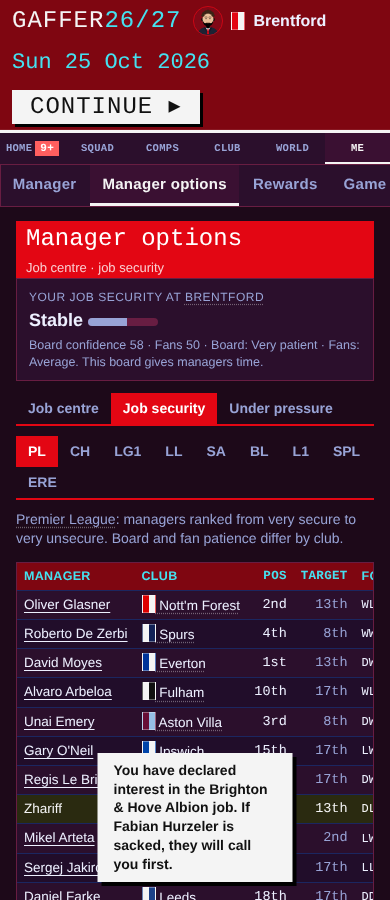 GAFFER26/27 Brentford
Sun 25 Oct 2026
CONTINUE ►
HOME 9+ SQUAD COMPS CLUB WORLD ME
Manager Manager options Rewards Game
Manager options
Job centre · job security
YOUR JOB SECURITY AT BRENTFORD
Stable
Board confidence 58 · Fans 50 · Board: Very patient · Fans:
Average. This board gives managers time.
Job centre Job security Under pressure
PL CH LG1 LL SA BL L1 SPL
ERE
Premier League: managers ranked from very secure to
very unsecure. Board and fan patience differ by club.
MANAGER CLUB POS TARGET
Oliver Glasner Nott'm Forest 2nd 13th
Roberto De Zerbi Spurs 4th 8th
David Moyes Everton 1st 13th
Alvaro Arbeloa Fulham 10th 17th
Unai Emery Aston Villa 3rd 8th
Gary O'Neil Ipswich 15th 17th
Regis Le Bri 17th
Zhariff 13th
Mikel Arteta 2nd
Sergej Jakiro 17th
Daniel Farke Leeds 18th 17th
You have declared
interest in the Brighton
& Hove Albion job. If
Fabian Hurzeler is
sacked, they will call
you first.